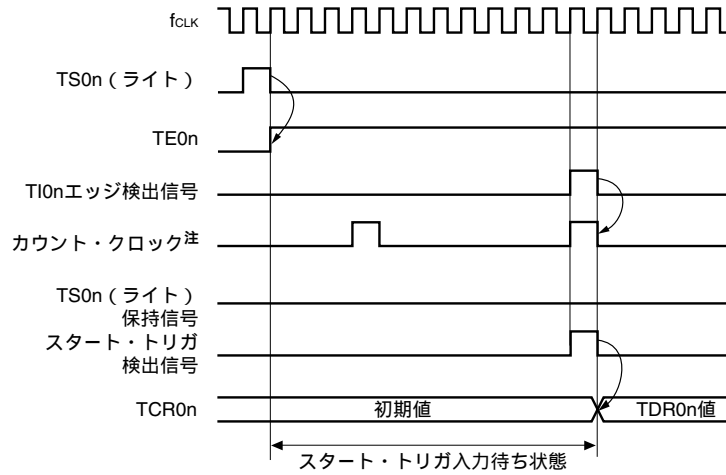 fCLK
TS0n（ライト）
TE0n
TI0nエッジ検出信号
カウント・クロック注
TS0n（ライト）
保持信号
スタート・トリガ
検出信号
TCR0n
初期値
TDR0n値
スタート・トリガ入力待ち状態